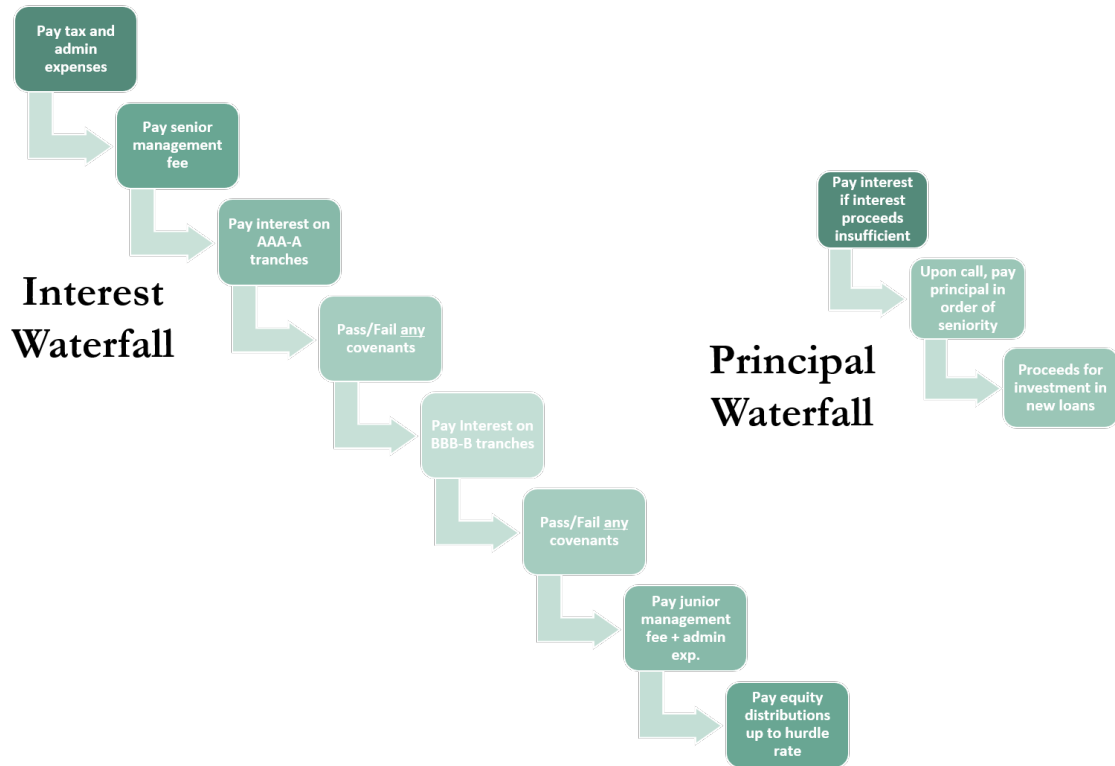 Pay tax and
admin
expenses
Pay senior
management
fee
Pay interest on
AAA-A
tranches
Interest
Waterfall
Pass/Fail any
covenants
Pay Interest on
BBB-B tranches
Pass/Fail any
covenants
Pay junior
management
fee + admin
exp.
Pay equity
distributions
up to hurdle
rate
Pay interest
if interest
proceeds
insufficient
Upon call, pay
principal in
order of
seniority
Principal
Waterfall
Proceeds for
investment in
new loans